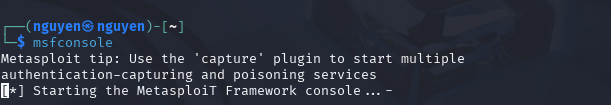 ┌──(nguyen㉿nguyen)-[~]
└─$ msfconsole
Metasploit tip: Use the 'capture' plugin to start multiple
authentication-capturing and poisoning services
[*] Starting the MetasploiT Framework console...-